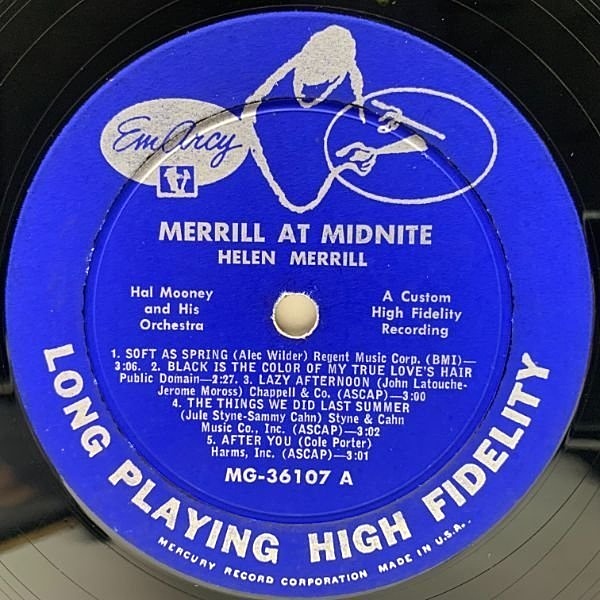 EmArcy
MERRILL AT MIDNITE
HELEN MERRILL
Hal Mooney
and His
Orchestra
A Custom
High Fidelity
Recording
1. SOFT AS SPRING (Alec Wilder) Regent Music Corp. (BMI)—
3:06. 2. BLACK IS THE COLOR OF MY TRUE LOVE'S HAIR
Public Domain—2:27. 3. LAZY AFTERNOON (John Latouche-
Jerome Moross) Chappell & Co. (ASCAP)—3:00
4. THE THINGS WE DID LAST SUMMER
(Jule Styne-Sammy Cahn) Styne & Cahn
Music Co., Inc. (ASCAP)—3:02
5. AFTER YOU (Cole Porter)
Harms, Inc. (ASCAP)—3:01
MG-36107 A
LONG PLAYING HIGH FIDELITY
MERCURY RECORD CORPORATION MADE IN U.S.A.